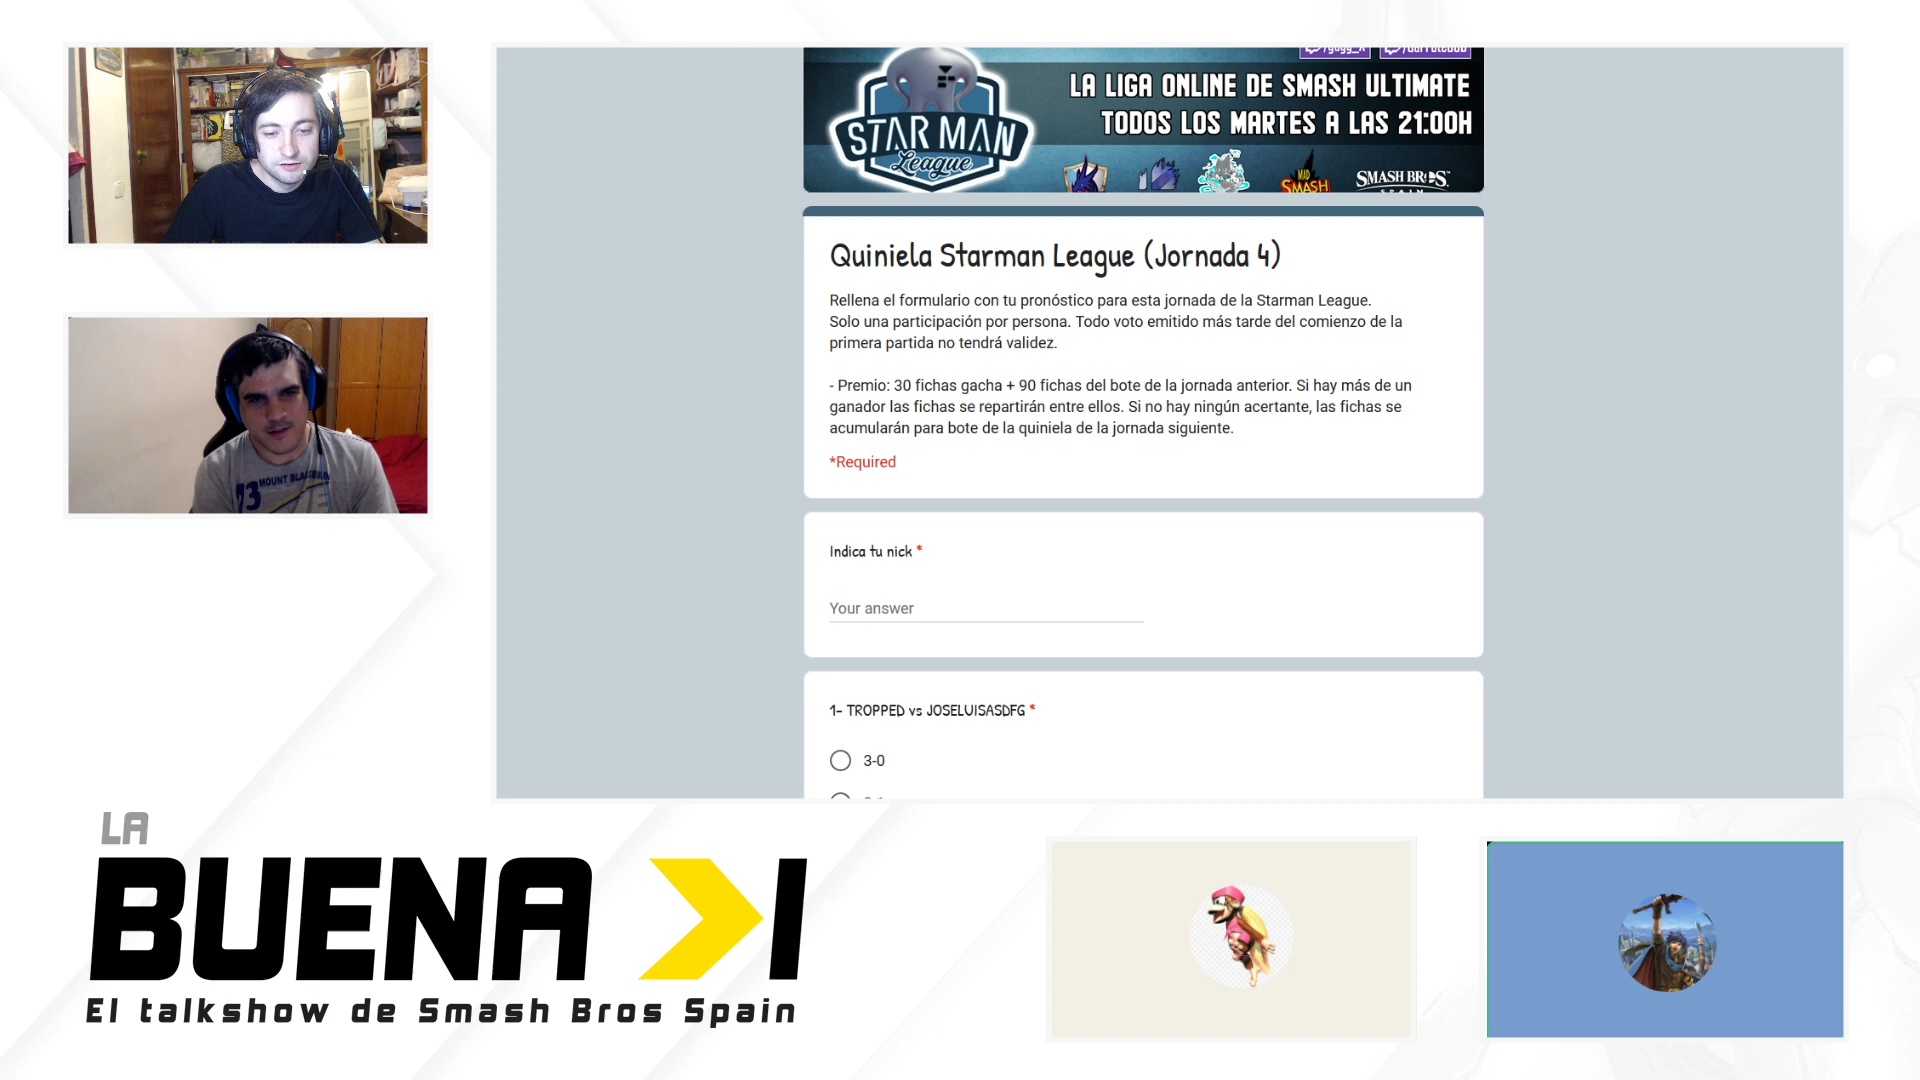 LA LIGA ONLINE DE SMASH ULTIMATE
TODOS LOS MARTES A LAS 21:00H
STARMAN
League
MAD
SMASH
SMASH BROS.
SPAIN
Quiniela Starman League (Jornada 4)
Rellena el formulario con tu pronóstico para esta jornada de la Starman League.
Solo una participación por persona. Todo voto emitido más tarde del comienzo de la
primera partida no tendrá validez.
- Premio: 30 fichas gacha + 90 fichas del bote de la jornada anterior. Si hay más de un
ganador las fichas se repartirán entre ellos. Si no hay ningún acertante, las fichas se
acumularán para bote de la quiniela de la jornada siguiente.
*Required
Indica tu nick *
Your answer
1- TROPPED vs JOSELUISASDFG *
3-0
73 MOUNT
LA
BUENA >I
El talkshow de Smash Bros Spain